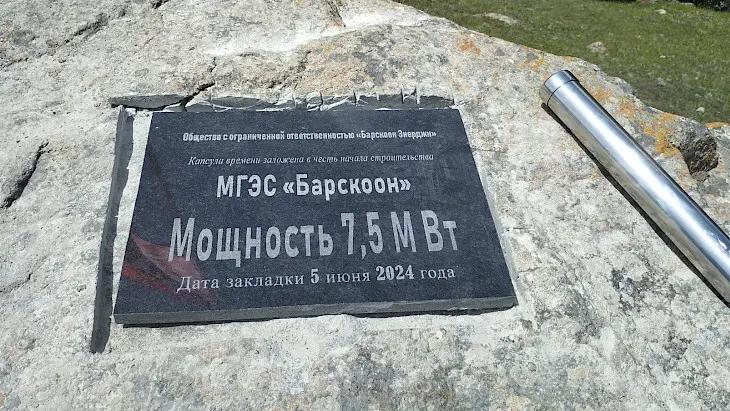 Общество с ограниченной ответственностью «Барскоон Энерджи»
Капсула времени заложена в честь начала строительства
МГЭС «Барскоон»
Мощность 7,5 М Вт
Дата закладки 5 июня 2024 года